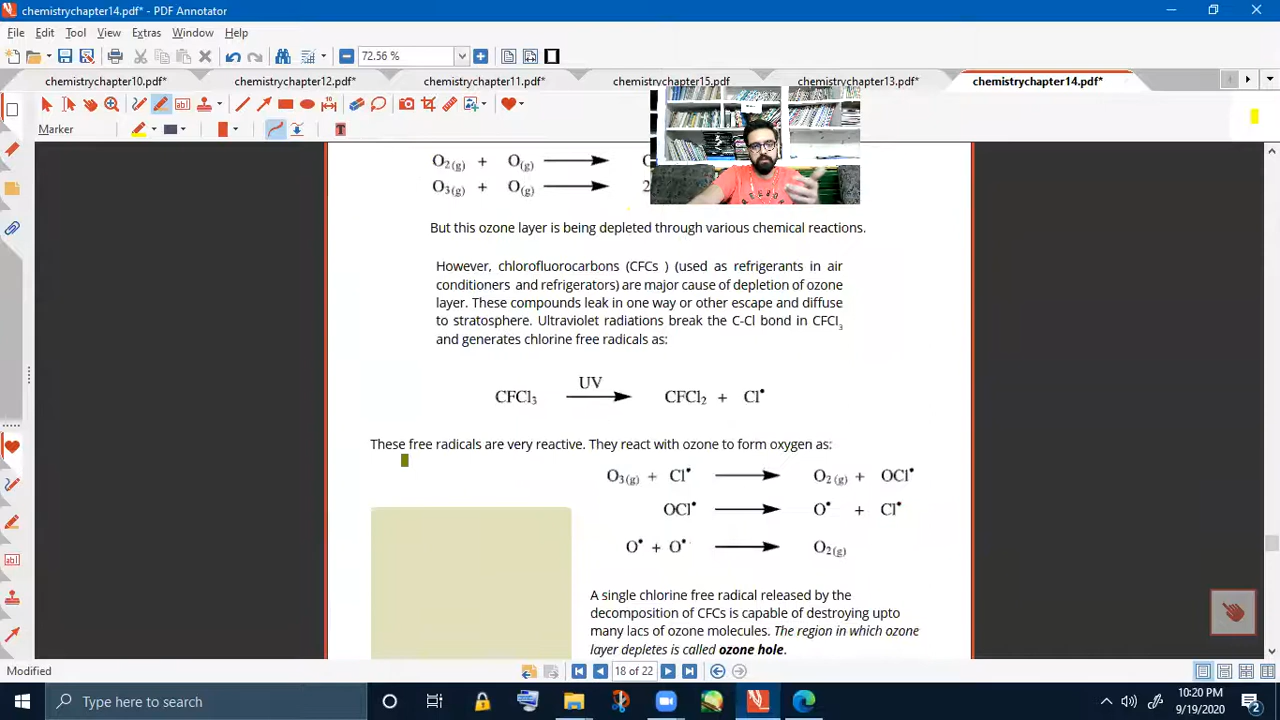 chemistrychapter14.pdf* - PDF Annotator
File Edit Tool View Extras Window Help
72.56 %
chemistrychapter10.pdf* chemistrychapter12.pdf* chemistrychapter11.pdf* chemistrychapter15.pdf chemistrychapter13.pdf* chemistrychapter14.pdf*
Marker
O₂(g) + O(g) ⟶
O₃(g) + O(g) ⟶ 2
But this ozone layer is being depleted through various chemical reactions.
However, chlorofluorocarbons (CFCs ) (used as refrigerants in air
conditioners and refrigerators) are major cause of depletion of ozone
layer. These compounds leak in one way or other escape and diffuse
to stratosphere. Ultraviolet radiations break the C-Cl bond in CFCl₃
and generates chlorine free radicals as:
UV
CFCl₃ ⟶ CFCl₂ + Cl•
These free radicals are very reactive. They react with ozone to form oxygen as:
O₃(g) + Cl• ⟶ O₂(g) + OCl•
OCl• ⟶ O• + Cl•
O• + O• ⟶ O₂(g)
A single chlorine free radical released by the
decomposition of CFCs is capable of destroying upto
many lacs of ozone molecules. The region in which ozone
layer depletes is called ozone hole.
Modified
18 of 22
Type here to search
10:20 PM
9/19/2020
2